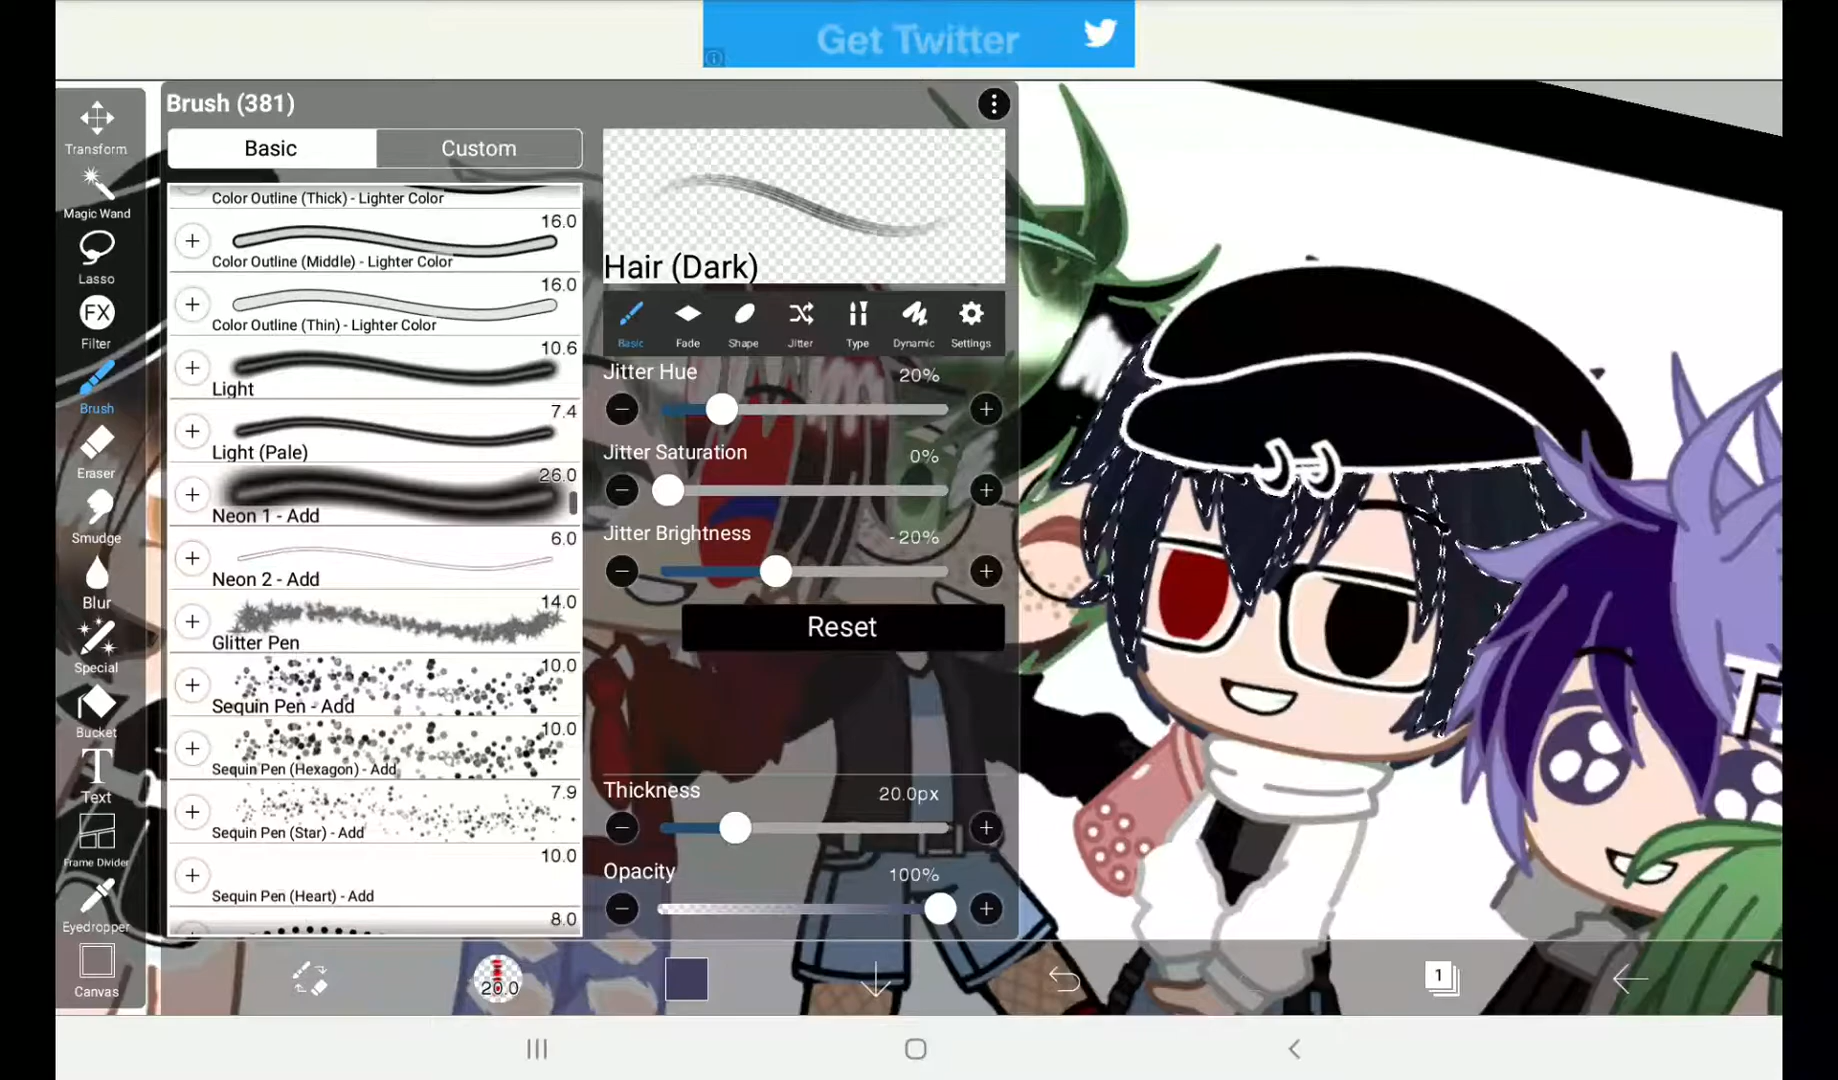 Get Twitter
Transform
Magic Wand
Lasso
FX
Filter
Brush
Eraser
Smudge
Blur
Special
Bucket
T
Text
Frame Divider
Eyedropper
Canvas
Brush (381)
Basic
Custom
Color Outline (Thick) - Lighter Color
16.0
Color Outline (Middle) - Lighter Color
16.0
Color Outline (Thin) - Lighter Color
10.6
Light
7.4
Light (Pale)
26.0
Neon 1 - Add
6.0
Neon 2 - Add
14.0
Glitter Pen
10.0
Sequin Pen - Add
10.0
Sequin Pen (Hexagon) - Add
7.9
Sequin Pen (Star) - Add
10.0
Sequin Pen (Heart) - Add
8.0
Hair (Dark)
Basic
Fade
Shape
Jitter
Type
Dynamic
Settings
Jitter Hue
20%
Jitter Saturation
0%
Jitter Brightness
-20%
Reset
Thickness
20.0px
Opacity
100%
20.0
1